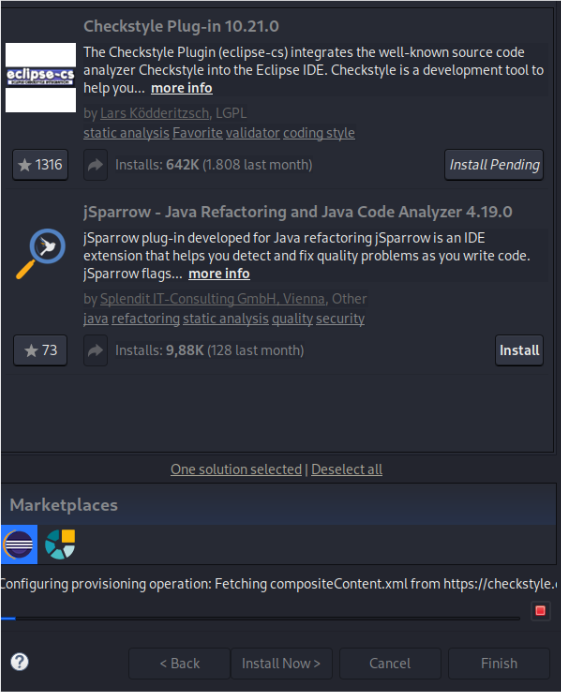 Checkstyle Plug-in 10.21.0
The Checkstyle Plugin (eclipse-cs) integrates the well-known source code
analyzer Checkstyle into the Eclipse IDE. Checkstyle is a development tool to
help you... more info
eclipse-cs
by Lars Ködderitzsch, LGPL
static analysis Favorite validator coding style
1316
Installs: 642K (1.808 last month)
Install Pending
jSparrow - Java Refactoring and Java Code Analyzer 4.19.0
jSparrow plug-in developed for Java refactoring jSparrow is an IDE
extension that helps you detect and fix quality problems as you write code.
jSparrow flags... more info
by Splendit IT-Consulting GmbH, Vienna, Other
java refactoring static analysis quality security
73
Installs: 9,88K (128 last month)
Install
One solution selected | Deselect all
Marketplaces
Configuring provisioning operation: Fetching compositeContent.xml from https://checkstyle.
?
< Back
Install Now >
Cancel
Finish